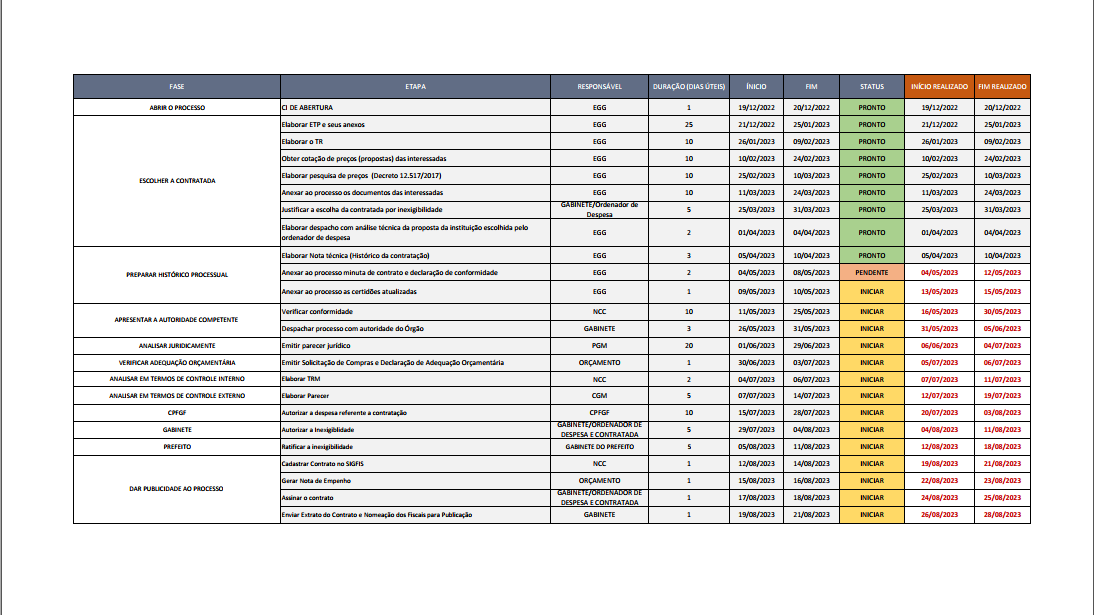 FASE ETAPA RESPONSÁVEL DURAÇÃO (DIAS ÚTEIS) ÍNICIO FIM STATUS INÍCIO REALIZADO FIM REALIZADO
ABRIR O PROCESSO CI DE ABERTURA EGG 1 19/12/2022 20/12/2022 PRONTO 19/12/2022 20/12/2022
ESCOLHER A CONTRATADA
Elaborar ETP e seus anexos EGG 25 21/12/2022 25/01/2023 PRONTO 21/12/2022 25/01/2023
Elaborar o TR EGG 10 26/01/2023 09/02/2023 PRONTO 26/01/2023 09/02/2023
Obter cotação de preços (propostas) das interessadas EGG 10 10/02/2023 24/02/2023 PRONTO 10/02/2023 24/02/2023
Elaborar pesquisa de preços (Decreto 12.517/2017) EGG 10 25/02/2023 10/03/2023 PRONTO 25/02/2023 10/03/2023
Anexar ao processo os documentos das interessadas EGG 10 11/03/2023 24/03/2023 PRONTO 11/03/2023 24/03/2023
Justificar a escolha da contratada por inexigibilidade GABINETE/Ordenador de
Despesa 5 25/03/2023 31/03/2023 PRONTO 25/03/2023 31/03/2023
Elaborar despacho com análise técnica da proposta da instituição escolhida pelo
ordenador de despesa EGG 2 01/04/2023 04/04/2023 PRONTO 01/04/2023 04/04/2023
PREPARAR HISTÓRICO PROCESSUAL
Elaborar Nota técnica (Histórico da contratação) EGG 3 05/04/2023 10/04/2023 PRONTO 05/04/2023 10/04/2023
Anexar ao processo minuta de contrato e declaração de conformidade EGG 2 04/05/2023 08/05/2023 PENDENTE 04/05/2023 12/05/2023
Anexar ao processo as certidões atualizadas EGG 1 09/05/2023 10/05/2023 INICIAR 13/05/2023 15/05/2023
APRESENTAR A AUTORIDADE COMPETENTE
Verificar conformidade NCC 10 11/05/2023 25/05/2023 INICIAR 16/05/2023 30/05/2023
Despachar processo com autoridade do Órgão GABINETE 3 26/05/2023 31/05/2023 INICIAR 31/05/2023 05/06/2023
ANALISAR JURIDICAMENTE Emitir parecer jurídico PGM 20 01/06/2023 29/06/2023 INICIAR 06/06/2023 04/07/2023
VERIFICAR ADEQUAÇÃO ORÇAMENTÁRIA Emitir Solicitação de Compras e Declaração de Adequação Orçamentária ORÇAMENTO 1 30/06/2023 03/07/2023 INICIAR 05/07/2023 06/07/2023
ANALISAR EM TERMOS DE CONTROLE INTERNO Elaborar TRM NCC 2 04/07/2023 06/07/2023 INICIAR 07/07/2023 11/07/2023
ANALISAR EM TERMOS DE CONTROLE EXTERNO Elaborar Parecer CGM 5 07/07/2023 14/07/2023 INICIAR 12/07/2023 19/07/2023
CPFGF Autorizar a despesa referente a contratação CPFGF 10 15/07/2023 28/07/2023 INICIAR 20/07/2023 03/08/2023
GABINETE Autorizar a Inexigiblidade GABINETE/ORDENADOR DE
DESPESA E CONTRATADA 5 29/07/2023 04/08/2023 INICIAR 04/08/2023 11/08/2023
PREFEITO Ratificar a inexigibilidade GABINETE DO PREFEITO 5 05/08/2023 11/08/2023 INICIAR 12/08/2023 18/08/2023
DAR PUBLICIDADE AO PROCESSO
Cadastrar Contrato no SIGFIS NCC 1 12/08/2023 14/08/2023 INICIAR 19/08/2023 21/08/2023
Gerar Nota de Empenho ORÇAMENTO 1 15/08/2023 16/08/2023 INICIAR 22/08/2023 23/08/2023
Assinar o contrato GABINETE/ORDENADOR DE
DESPESA E CONTRATADA 1 17/08/2023 18/08/2023 INICIAR 24/08/2023 25/08/2023
Enviar Extrato do Contrato e Nomeação dos Fiscais para Publicação GABINETE 1 19/08/2023 21/08/2023 INICIAR 26/08/2023 28/08/2023